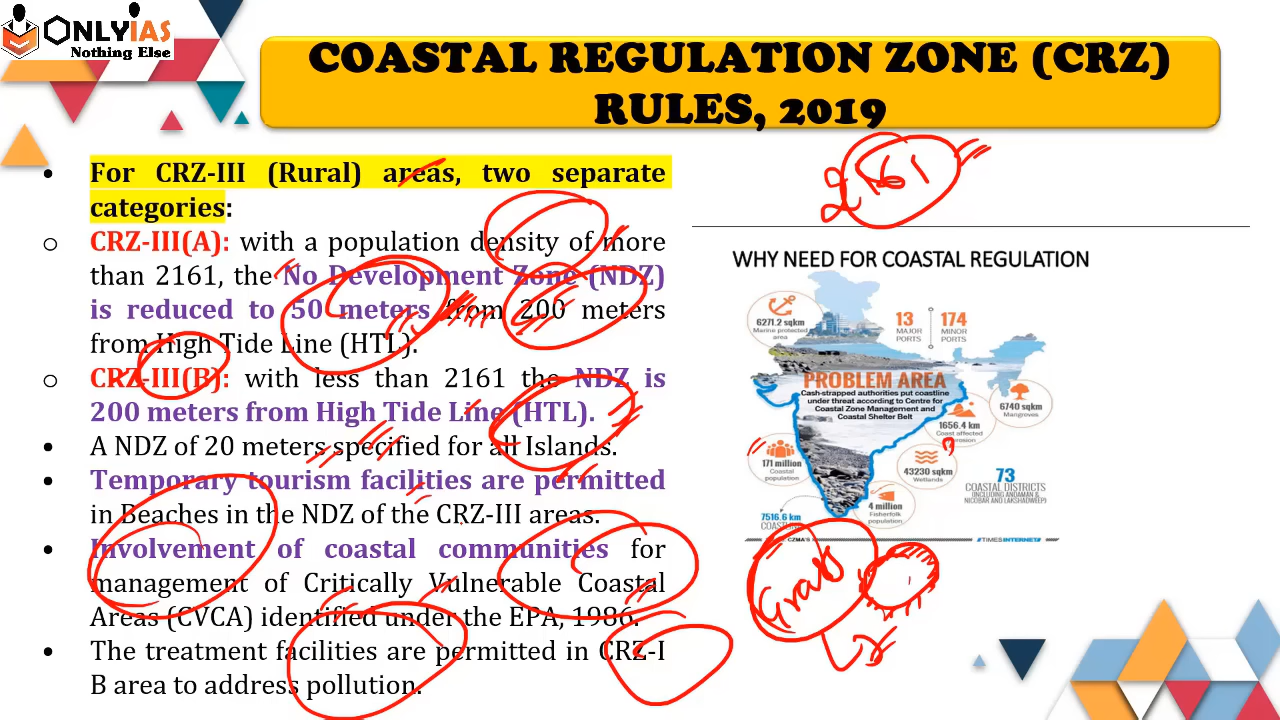 ONLYIAS
Nothing Else
COASTAL REGULATION ZONE (CRZ)
RULES, 2019
• For CRZ-III (Rural) areas, two separate
categories:
o CRZ-III(A): with a population density of more
than 2161, the No Development Zone (NDZ)
is reduced to 50 meters from 200 meters
from High Tide Line (HTL).
o CRZ-III(B): with less than 2161 the NDZ is
200 meters from High Tide Line (HTL).
• A NDZ of 20 meters specified for all Islands.
• Temporary tourism facilities are permitted
in Beaches in the NDZ of the CRZ-III areas.
• Involvement of coastal communities for
management of Critically Vulnerable Coastal
Areas (CVCA) identified under the EPA, 1986.
• The treatment facilities are permitted in CRZ-I
B area to address pollution.
2161
WHY NEED FOR COASTAL REGULATION
6271.2 sqkm
Marine protected
area
13
MAJOR
PORTS
174
MINOR
PORTS
PROBLEM AREA
Cash-strapped authorities put coastline
under threat according to Centre for
Coastal Zone Management and
Coastal Shelter Belt
6740 sqkm
Mangroves
1656.4 km
Coast affected
171 million
Coastal
population
43230 sqkm
Wetlands
73
COASTAL DISTRICTS
(INCLUDING ANDAMAN &
NICOBAR AND LAKSHADWEEP)
4 million
Fisherfolk
population
7516.6 km
TIMESINTERNET